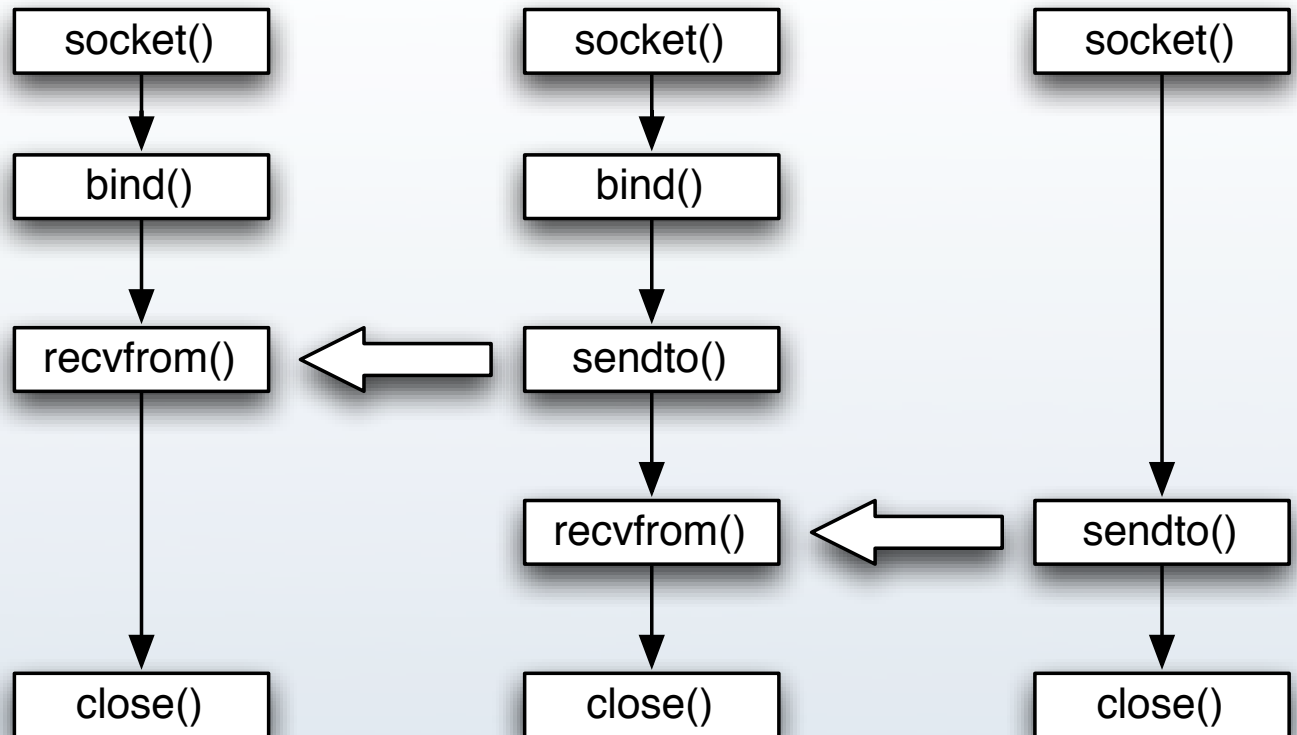 socket()
socket()
socket()
bind()
bind()
recvfrom()
sendto()
recvfrom()
sendto()
close()
close()
close()